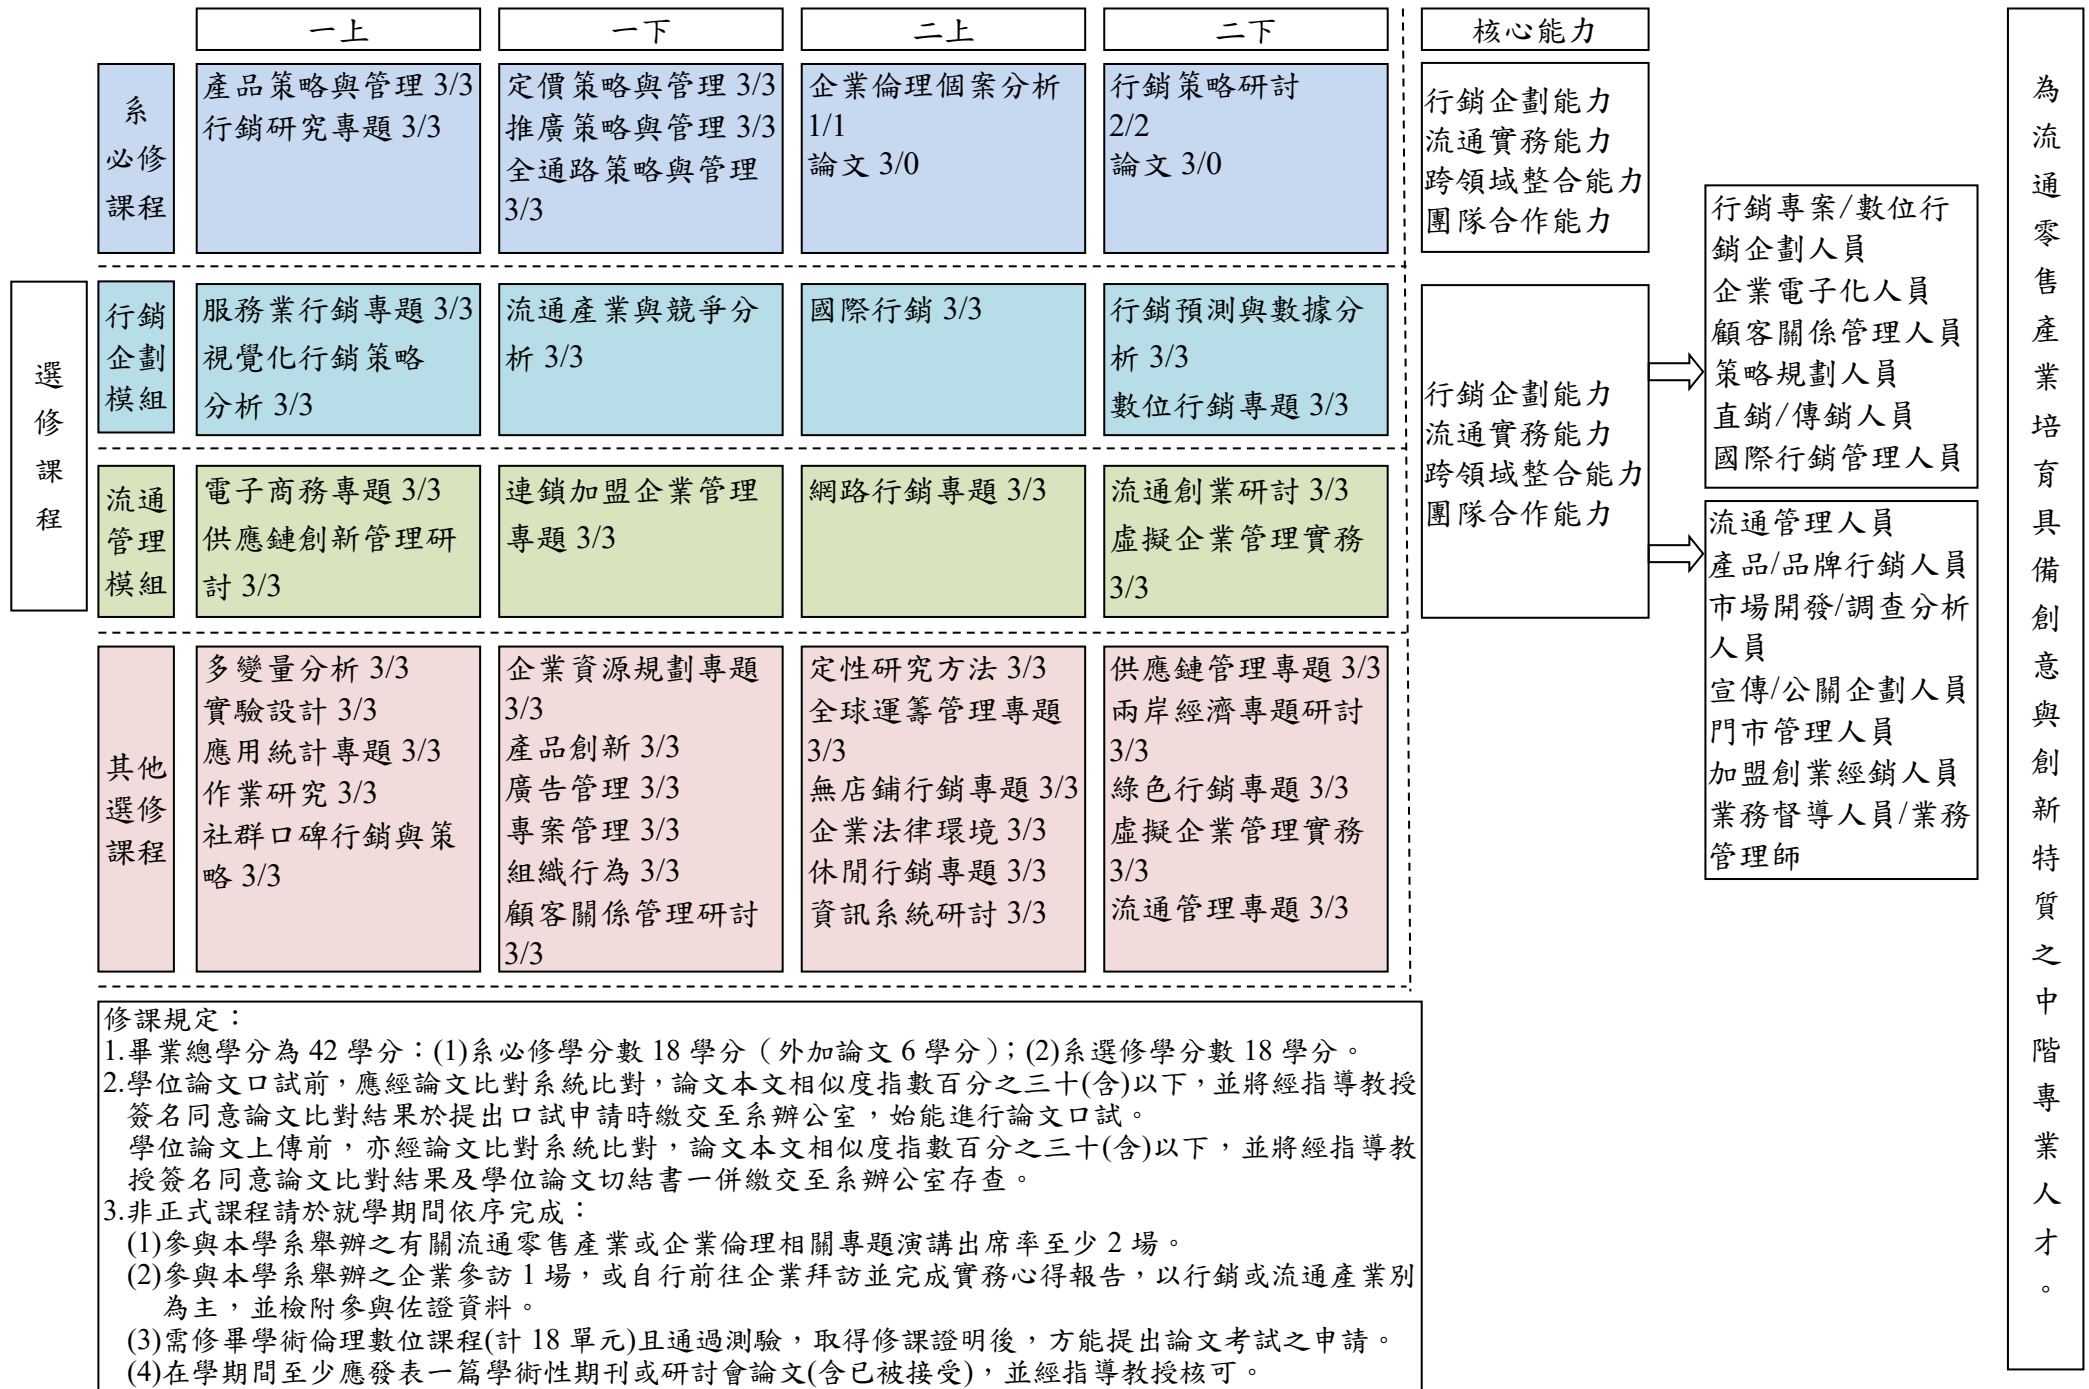 一上
一下
二上
二下
核心能力
系
必修
課程
產品策略與管理 3/3
行銷研究專題 3/3
定價策略與管理 3/3
推廣策略與管理 3/3
全通路策略與管理
3/3
企業倫理個案分析
1/1
論文 3/0
行銷策略研討
2/2
論文 3/0
行銷企劃能力
流通實務能力
跨領域整合能力
團隊合作能力
選修課程
行銷
企劃
模組
服務業行銷專題 3/3
視覺化行銷策略
分析 3/3
流通產業與競爭分
析 3/3
國際行銷 3/3
行銷預測與數據分
析 3/3
數位行銷專題 3/3
流通
管理
模組
電子商務專題 3/3
供應鏈創新管理研
討 3/3
連鎖加盟企業管理
專題 3/3
網路行銷專題 3/3
流通創業研討 3/3
虛擬企業管理實務
3/3
行銷企劃能力
流通實務能力
跨領域整合能力
團隊合作能力
其他
選修
課程
多變量分析 3/3
實驗設計 3/3
應用統計專題 3/3
作業研究 3/3
社群口碑行銷與策
略 3/3
企業資源規劃專題
3/3
產品創新 3/3
廣告管理 3/3
專案管理 3/3
組織行為 3/3
顧客關係管理研討
3/3
定性研究方法 3/3
全球運籌管理專題
3/3
無店鋪行銷專題 3/3
企業法律環境 3/3
休閒行銷專題 3/3
資訊系統研討 3/3
供應鏈管理專題 3/3
兩岸經濟專題研討
3/3
綠色行銷專題 3/3
虛擬企業管理實務
3/3
流通管理專題 3/3
行銷專案/數位行
銷企劃人員
企業電子化人員
顧客關係管理人員
策略規劃人員
直銷/傳銷人員
國際行銷管理人員
流通管理人員
產品/品牌行銷人員
市場開發/調查分析
人員
宣傳/公關企劃人員
門市管理人員
加盟創業經銷人員
業務督導人員/業務
管理師
為流通零售產業培育具備創意與創新特質之中階專業人才。
修課規定：
1.畢業總學分為 42 學分：(1)系必修學分數 18 學分（外加論文 6 學分）；(2)系選修學分數 18 學分。
2.學位論文口試前，應經論文比對系統比對，論文本文相似度指數百分之三十(含)以下，並將經指導教授
簽名同意論文比對結果於提出口試申請時繳交至系辦公室，始能進行論文口試。
學位論文上傳前，亦經論文比對系統比對，論文本文相似度指數百分之三十(含)以下，並將經指導教
授簽名同意論文比對結果及學位論文切結書一併繳交至系辦公室存查。
3.非正式課程請於就學期間依序完成：
(1)參與本學系舉辦之有關流通零售產業或企業倫理相關專題演講出席率至少 2 場。
(2)參與本學系舉辦之企業參訪 1 場，或自行前往企業拜訪並完成實務心得報告，以行銷或流通產業別
為主，並檢附參與佐證資料。
(3)需修畢學術倫理數位課程(計 18 單元)且通過測驗，取得修課證明後，方能提出論文考試之申請。
(4)在學期間至少應發表一篇學術性期刊或研討會論文(含已被接受)，並經指導教授核可。